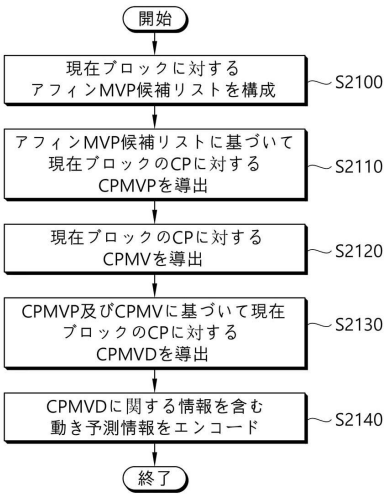 開始
現在ブロックに対する
アフィンMVP候補リストを構成
S2100
アフィンMVP候補リストに基づいて
現在ブロックのCPに対する
CPMVPを導出
S2110
現在ブロックのCPに対する
CPMVを導出
S2120
CPMVP及びCPMVに基づいて現在
ブロックのCPに対する
CPMVDを導出
S2130
CPMVDに関する情報を含む
動き予測情報をエンコード
S2140
終了